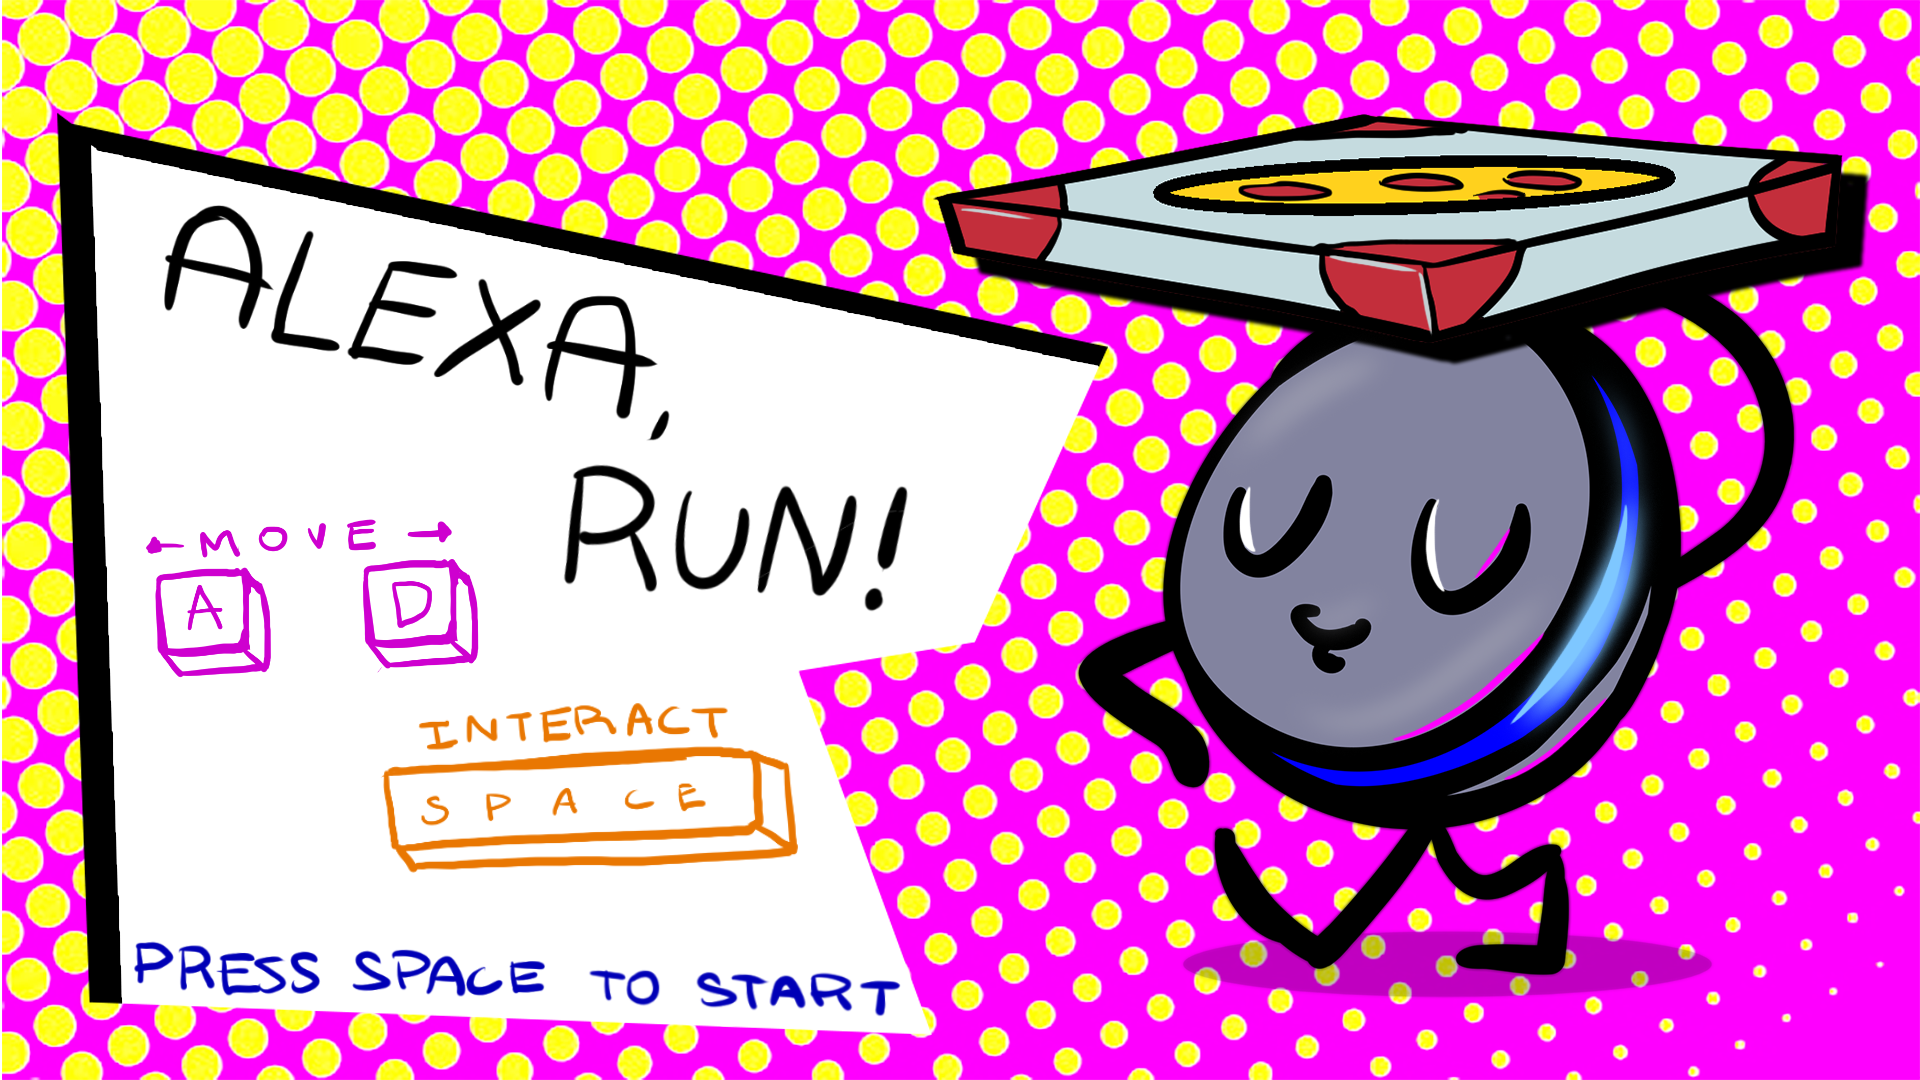 ALEXA,
RUN!
← MOVE →
A D
INTERACT
SPACE
PRESS SPACE TO START